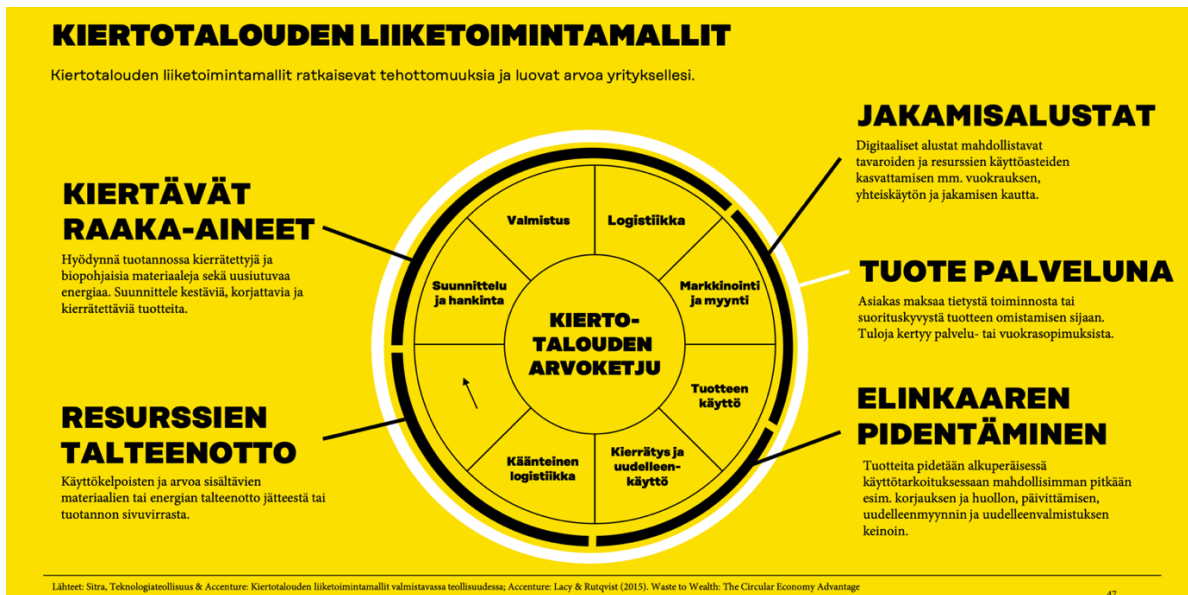 KIERTOTALOUDEN LIIKETOIMINTAMALLIT
Kiertotalouden liiketoimintamallit ratkaisevat tehottomuuksia ja luovat arvoa yrityksellesi.
KIERTÄVÄT
RAAKA-AINEET
Hyödynnä tuotannossa kierrätettyjä ja
biopohjaisia materiaaleja sekä uusiutuvaa
energiaa. Suunnittele kestäviä, korjattavia ja
kierrätettäviä tuotteita.
RESURSSIEN
TALTEENOTTO
Käyttökelpoisten ja arvoa sisältävien
materiaalien tai energian talteenotto jätteestä tai
tuotannon sivuvirrasta.
Valmistus
Logistiikka
Suunnittelu
ja hankinta
Markkinointi
ja myynti
KIERTO-
TALOUDEN
ARVOKETJU
Tuotteen
käyttö
Käänteinen
logistiikka
Kierrätys ja
uudelleen-
käyttö
JAKAMISALUSTAT
Digitaaliset alustat mahdollistavat
tavaroiden ja resurssien käyttöasteiden
kasvattamisen mm. vuokrauksen,
yhteiskäytön ja jakamisen kautta.
TUOTE PALVELUNA
Asiakas maksaa tietystä toiminnosta tai
suorituskyvystä tuotteen omistamisen sijaan.
Tuloja kertyy palvelu- tai vuokrasopimuksista.
ELINKAAREN
PIDENTÄMINEN
Tuotteita pidetään alkuperäisessä
käyttötarkoituksessaan mahdollisimman pitkään
esim. korjauksen ja huollon, päivittämisen,
uudelleenmyynnin ja uudelleenvalmistuksen
keinoin.
Lähteet: Sitra, Teknologiateollisuus & Accenture: Kiertotalouden liiketoimintamallit valmistavassa teollisuudessa; Accenture: Lacy & Rutqvist (2015). Waste to Wealth: The Circular Economy Advantage
47